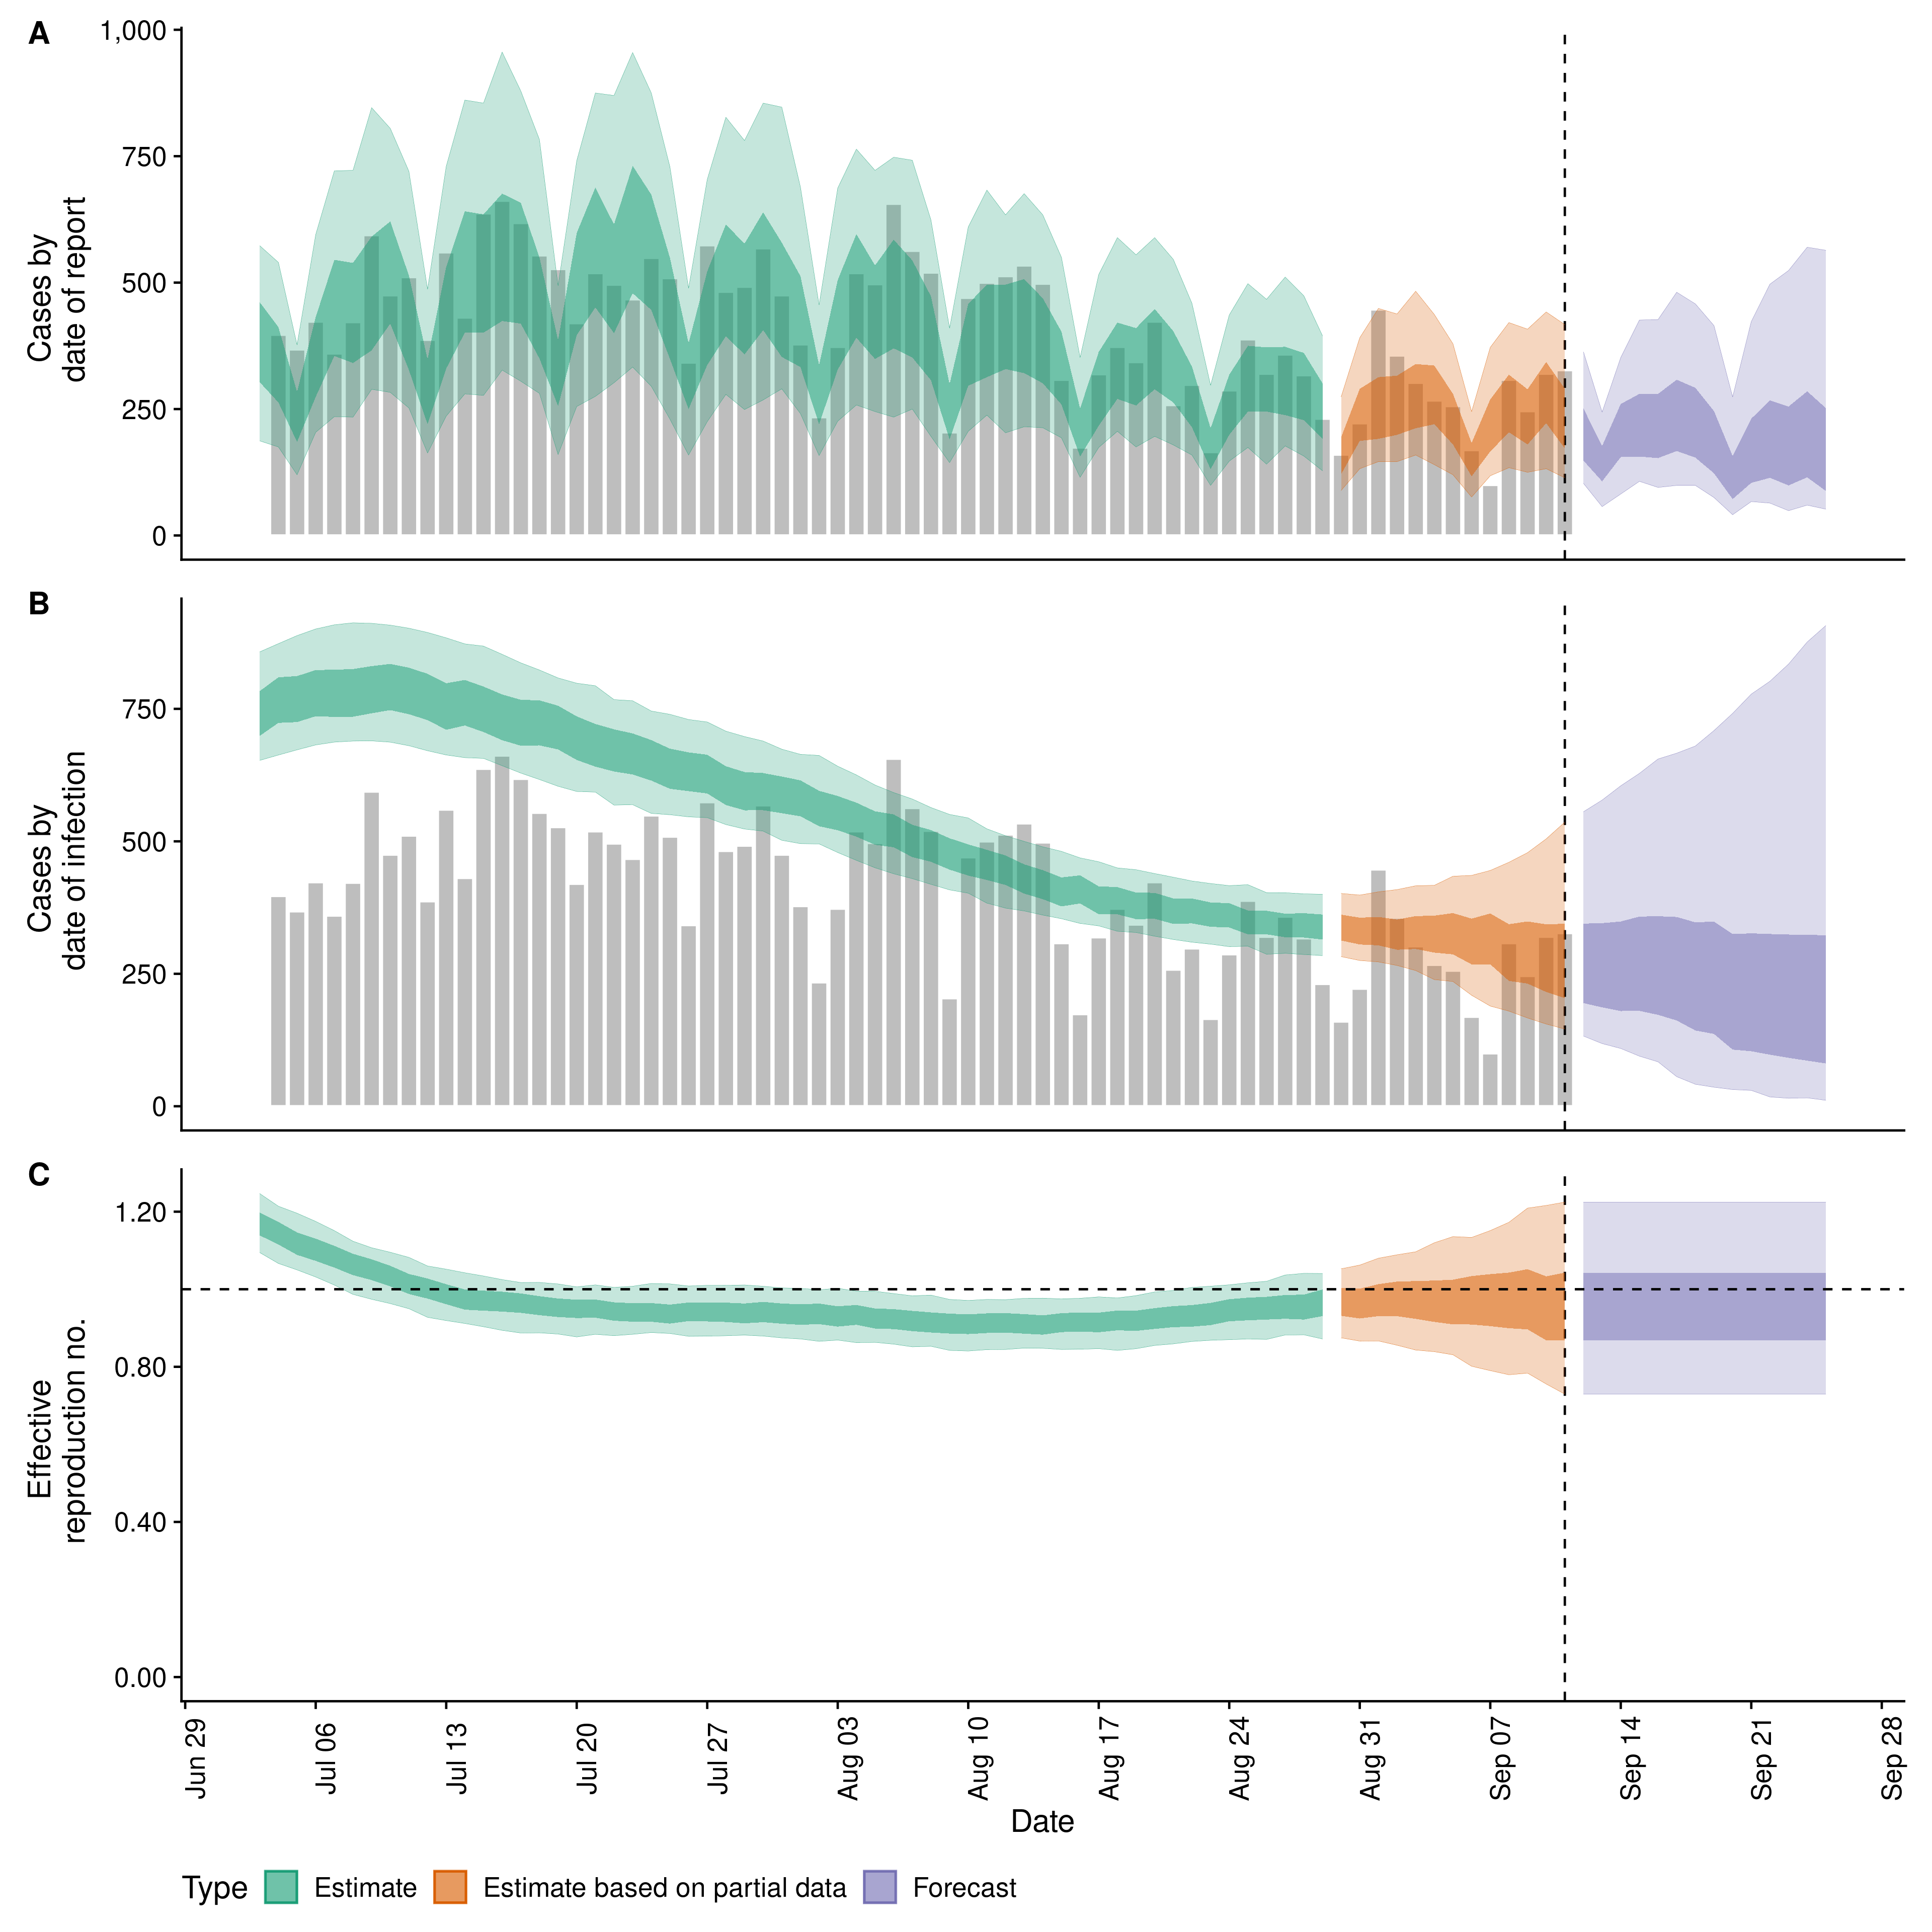 A
Cases by
date of report
1,000
750
500
250
0
B
Cases by
date of infection
750
500
250
0
C
Effective
reproduction no.
1.20
0.80
0.40
0.00
Jun 29
Jul 06
Jul 13
Jul 20
Jul 27
Aug 03
Aug 10
Aug 17
Aug 24
Aug 31
Sep 07
Sep 14
Sep 21
Sep 28
Date
Type Estimate Estimate based on partial data Forecast